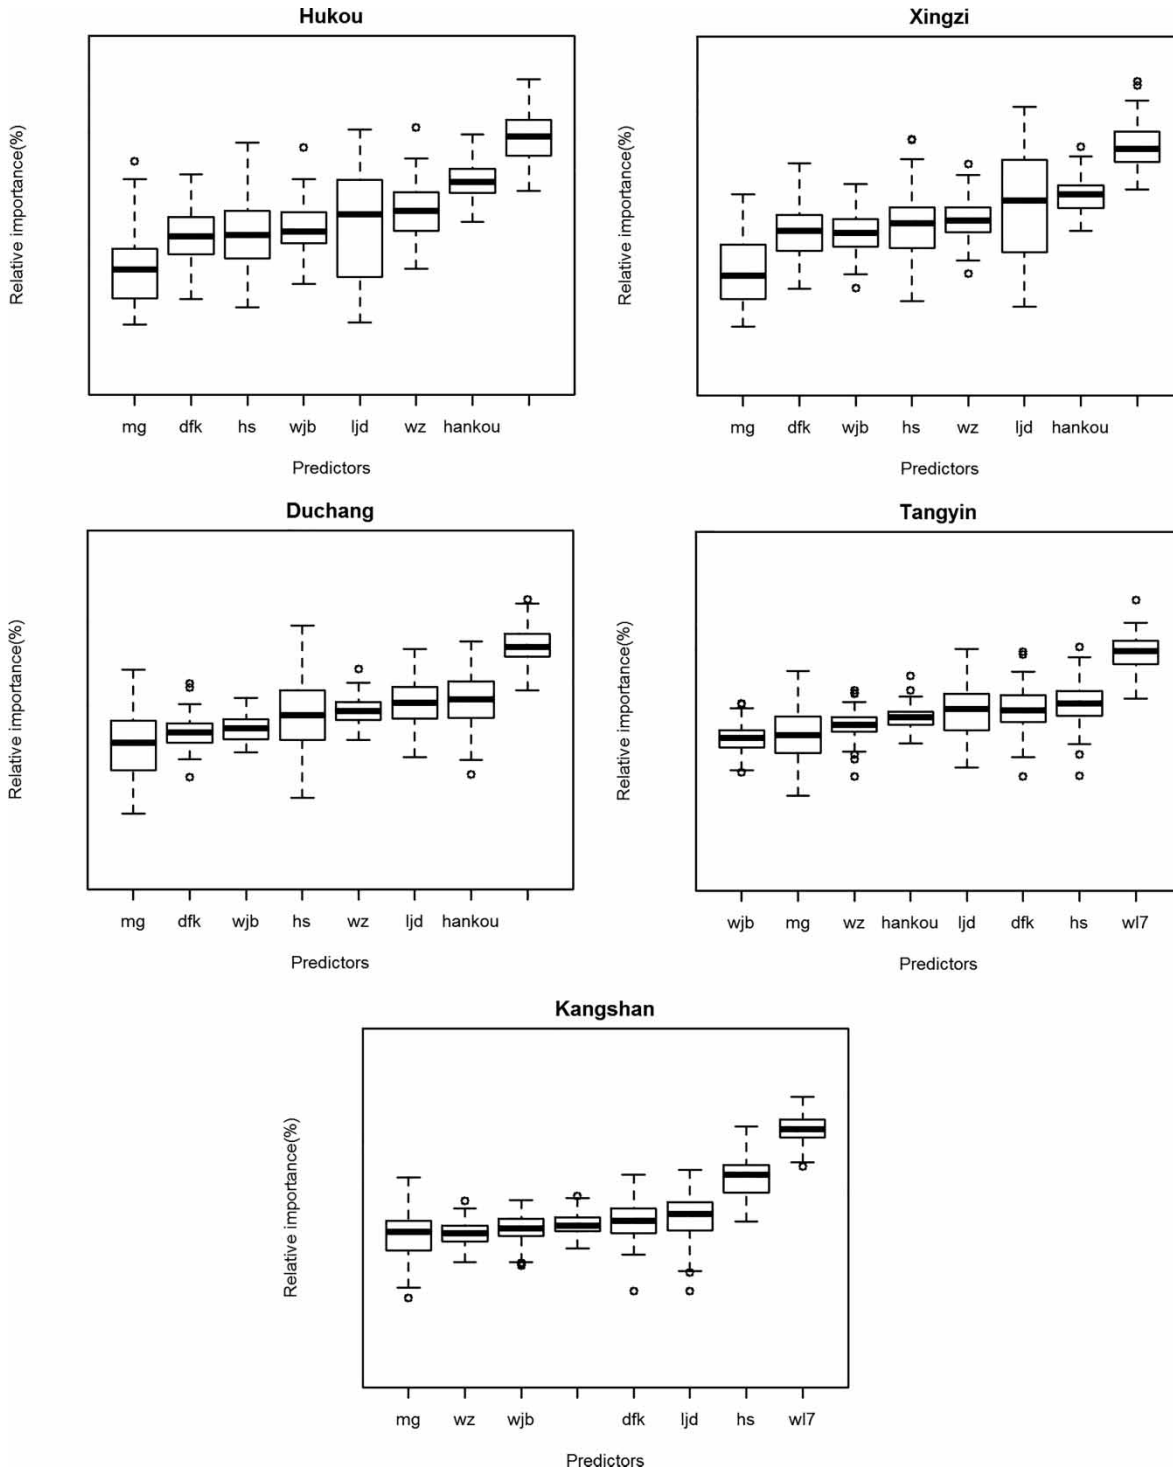 Hukou
Relative importance(%)
mg dfk hs wjb ljd wz hankou
Predictors
Xingzi
Relative importance(%)
mg dfk wjb hs wz ljd hankou
Predictors
Duchang
Relative importance(%)
mg dfk wjb hs wz ljd hankou
Predictors
Tangyin
Relative importance(%)
wjb mg wz hankou ljd dfk hs wl7
Predictors
Kangshan
Relative importance(%)
mg wz wjb dfk ljd hs wl7
Predictors